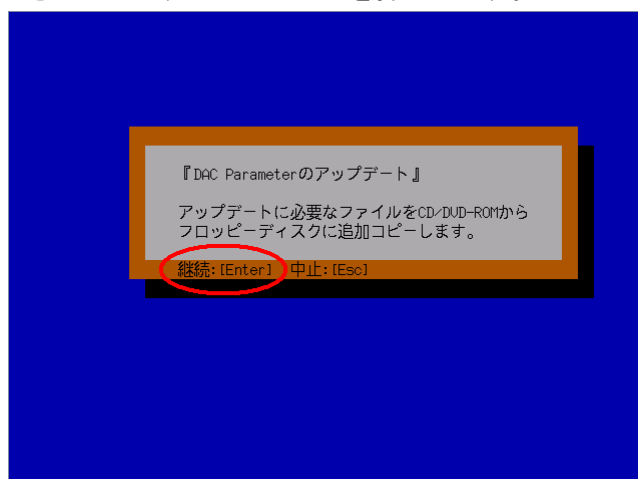 『DAC Parameterのアップデート』
アップデートに必要なファイルをCD/DVD-ROMから
フロッピーディスクに追加コピーします。
継続:[Enter] 中止:[Esc]